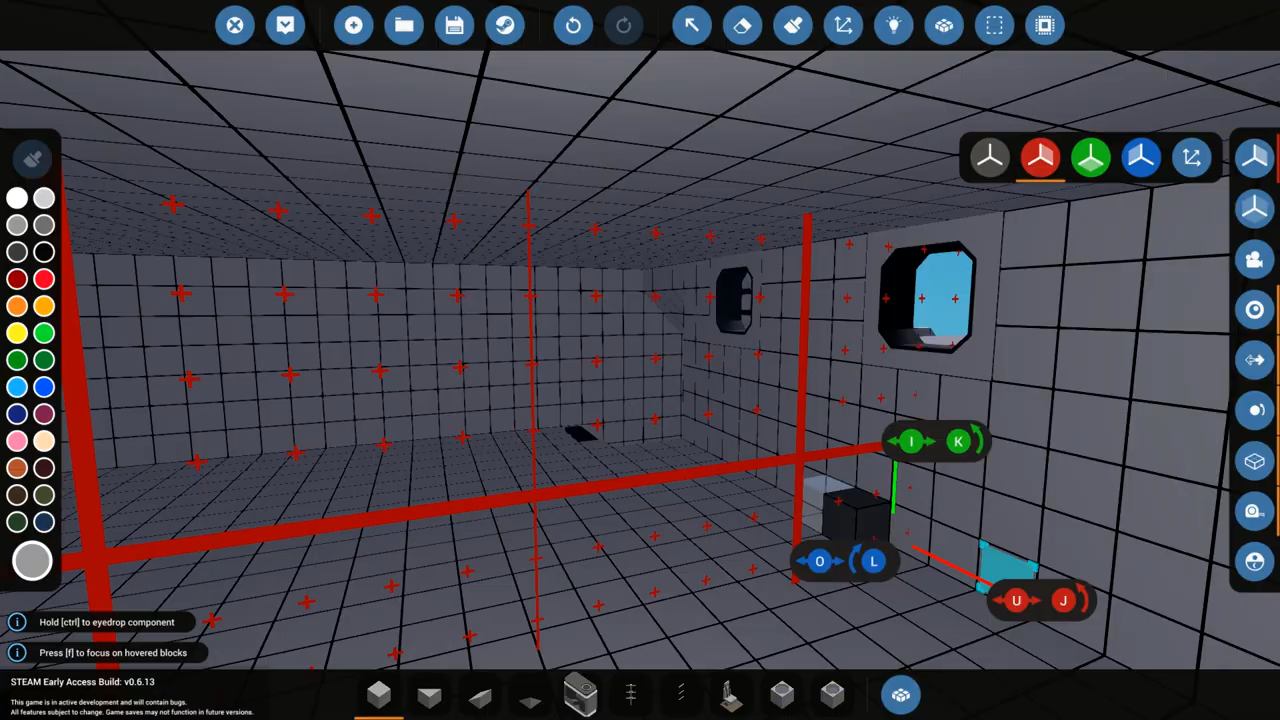 I K
O L
U J
Hold [ctrl] to eyedrop component
Press [f] to focus on hovered blocks
STEAM Early Access Build: v0.6.13
This game is in active development and will contain bugs.
All features subject to change. Game saves may not function in future versions.